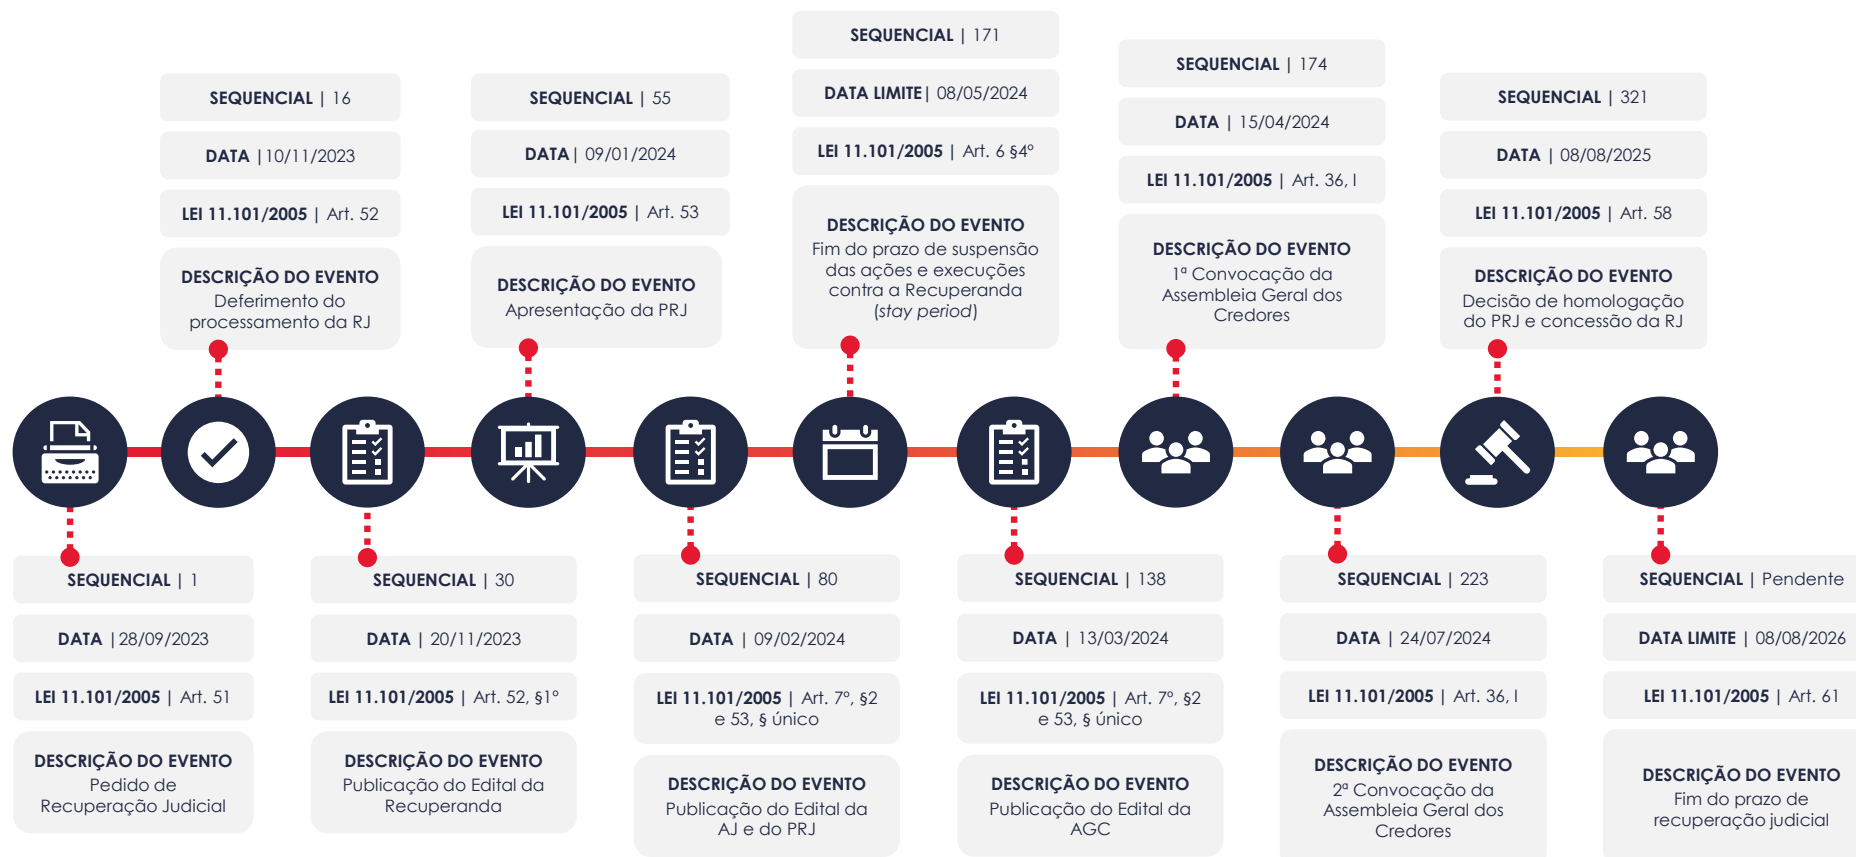 SEQUENCIAL | 1
DATA |28/09/2023
LEI 11.101/2005 | Art. 51
DESCRIÇÃO DO EVENTO
Pedido de
Recuperação Judicial
SEQUENCIAL | 16
DATA |10/11/2023
LEI 11.101/2005 | Art. 52
DESCRIÇÃO DO EVENTO
Deferimento do
processamento da RJ
SEQUENCIAL | 30
DATA | 20/11/2023
LEI 11.101/2005 | Art. 52, §1º
DESCRIÇÃO DO EVENTO
Publicação do Edital da
Recuperanda
SEQUENCIAL | 55
DATA| 09/01/2024
LEI 11.101/2005 | Art. 53
DESCRIÇÃO DO EVENTO
Apresentação da PRJ
SEQUENCIAL | 80
DATA | 09/02/2024
LEI 11.101/2005 | Art. 7º, §2
e 53, § único
DESCRIÇÃO DO EVENTO
Publicação do Edital da
AJ e do PRJ
SEQUENCIAL | 171
DATA LIMITE| 08/05/2024
LEI 11.101/2005 | Art. 6 §4º
DESCRIÇÃO DO EVENTO
Fim do prazo de suspensão
das ações e execuções
contra a Recuperanda
(stay period)
SEQUENCIAL | 138
DATA | 13/03/2024
LEI 11.101/2005 | Art. 7º, §2
e 53, § único
DESCRIÇÃO DO EVENTO
Publicação do Edital da
AGC
SEQUENCIAL | 174
DATA | 15/04/2024
LEI 11.101/2005 | Art. 36, I
DESCRIÇÃO DO EVENTO
1ª Convocação da
Assembleia Geral dos
Credores
SEQUENCIAL | 223
DATA | 24/07/2024
LEI 11.101/2005 | Art. 36, I
DESCRIÇÃO DO EVENTO
2ª Convocação da
Assembleia Geral dos
Credores
SEQUENCIAL | 321
DATA | 08/08/2025
LEI 11.101/2005 | Art. 58
DESCRIÇÃO DO EVENTO
Decisão de homologação
do PRJ e concessão da RJ
SEQUENCIAL | Pendente
DATA LIMITE | 08/08/2026
LEI 11.101/2005 | Art. 61
DESCRIÇÃO DO EVENTO
Fim do prazo de
recuperação judicial